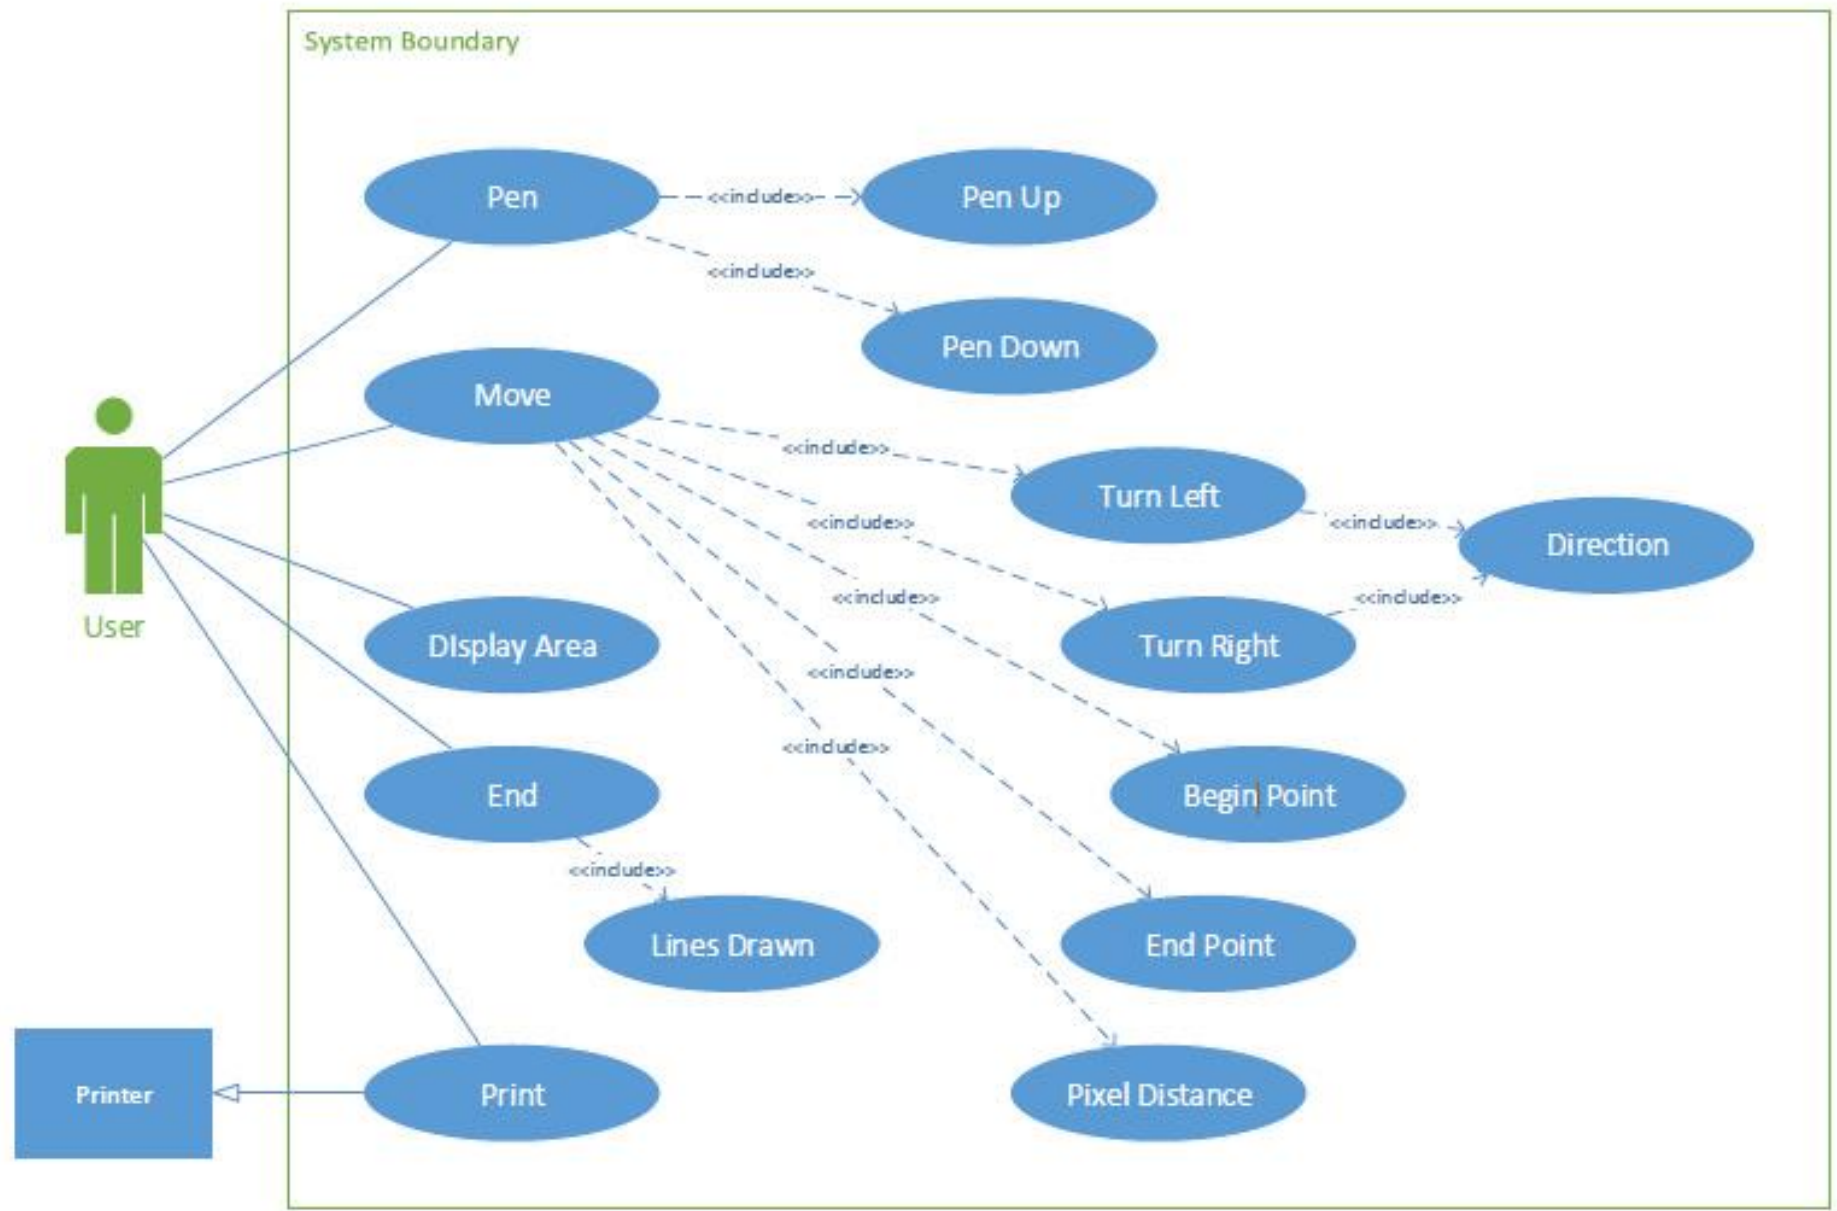 System Boundary
Pen
<<include>>
Pen Up
<<include>>
Pen Down
Move
<<include>>
Turn Left
<<include>>
<<include>>
Direction
<<include>>
<<include>>
User
DIsplay Area
Turn Right
<<include>>
<<include>>
End
Begin Point
<<include>>
Lines Drawn
End Point
Printer
Print
Pixel Distance